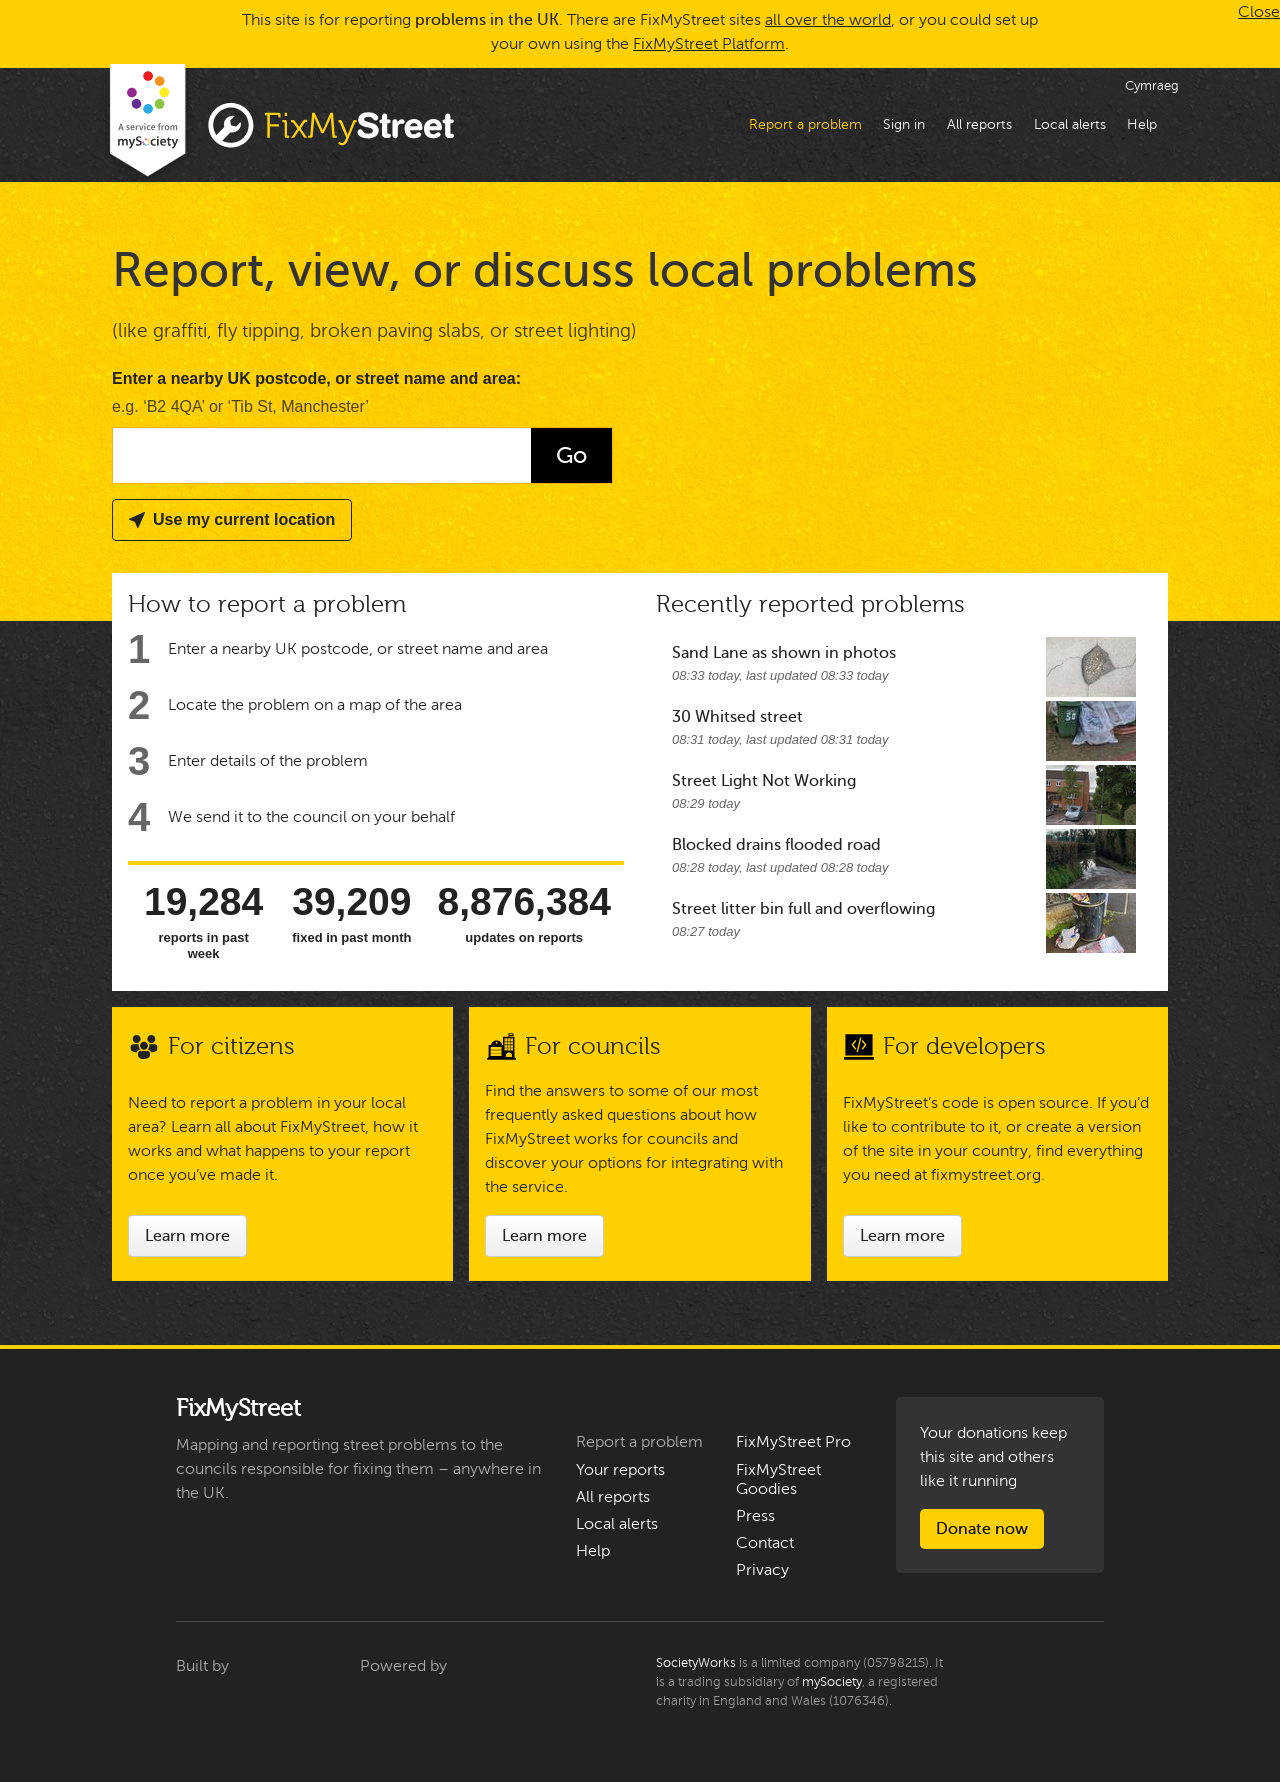 This site is for reporting problems in the UK. There are FixMyStreet sites all over the world, or you could set up
your own using the FixMyStreet Platform.
Close
Cymraeg
A service from
mySociety
FixMyStreet
Report a problem
Sign in
All reports
Local alerts
Help
Report, view, or discuss local problems
(like graffiti, fly tipping, broken paving slabs, or street lighting)
Enter a nearby UK postcode, or street name and area:
e.g. ‘B2 4QA’ or ‘Tib St, Manchester’
Go
Use my current location
How to report a problem
1 Enter a nearby UK postcode, or street name and area
2 Locate the problem on a map of the area
3 Enter details of the problem
4 We send it to the council on your behalf
19,284
reports in past
week
39,209
fixed in past month
8,876,384
updates on reports
Recently reported problems
Sand Lane as shown in photos
08:33 today, last updated 08:33 today
30 Whitsed street
08:31 today, last updated 08:31 today
30
Street Light Not Working
08:29 today
Blocked drains flooded road
08:28 today, last updated 08:28 today
Street litter bin full and overflowing
08:27 today
For citizens
Need to report a problem in your local
area? Learn all about FixMyStreet, how it
works and what happens to your report
once you’ve made it.
Learn more
For councils
Find the answers to some of our most
frequently asked questions about how
FixMyStreet works for councils and
discover your options for integrating with
the service.
Learn more
For developers
FixMyStreet’s code is open source. If you’d
like to contribute to it, or create a version
of the site in your country, find everything
you need at fixmystreet.org.
Learn more
FixMyStreet
Mapping and reporting street problems to the
councils responsible for fixing them – anywhere in
the UK.
Report a problem
Your reports
All reports
Local alerts
Help
FixMyStreet Pro
FixMyStreet
Goodies
Press
Contact
Privacy
Your donations keep
this site and others
like it running
Donate now
Built by
Powered by
SocietyWorks is a limited company (05798215). It
is a trading subsidiary of mySociety, a registered
charity in England and Wales (1076346).